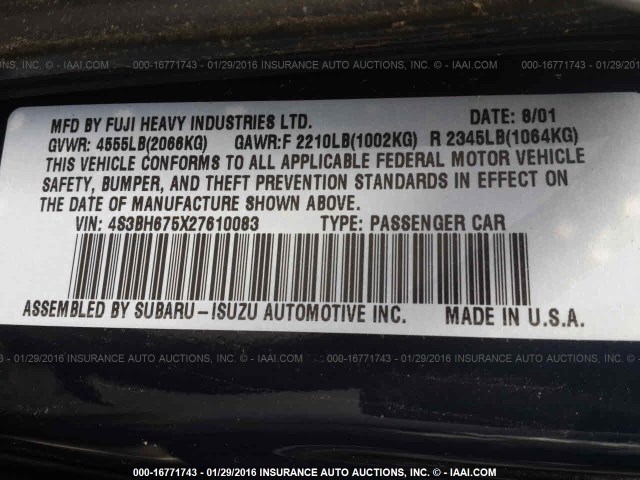 INC. - IAAI.COM 000-16771743 - 01/29/2016 INSURANCE AUTO AUCTIONS, INC. - IAAI.COM 000-16771743 - 01/29/20
MFD BY FUJI HEAVY INDUSTRIES LTD. DATE: 8/01
GVWR: 4555LB(2066KG) GAWR:F 2210LB(1002KG) R 2345LB(1064KG)
THIS VEHICLE CONFORMS TO ALL APPLICABLE FEDERAL MOTOR VEHICLE
SAFETY, BUMPER, AND THEFT PREVENTION STANDARDS IN EFFECT ON
THE DATE OF MANUFACTURE SHOWN ABOVE.
VIN: 4S3BH675X27610083 TYPE: PASSENGER CAR
ASSEMBLED BY SUBARU-ISUZU AUTOMOTIVE INC. MADE IN U.S.A.
16771743 - 01/29/2016 INSURANCE AUTO AUCTIONS, INC. - IAAI.COM 000-16771743 - 01/29/2016 INSURANCE AUTO AUCTION
000-16771743 - 01/29/2016 INSURANCE AUTO AUCTIONS, INC. - IAAI.COM